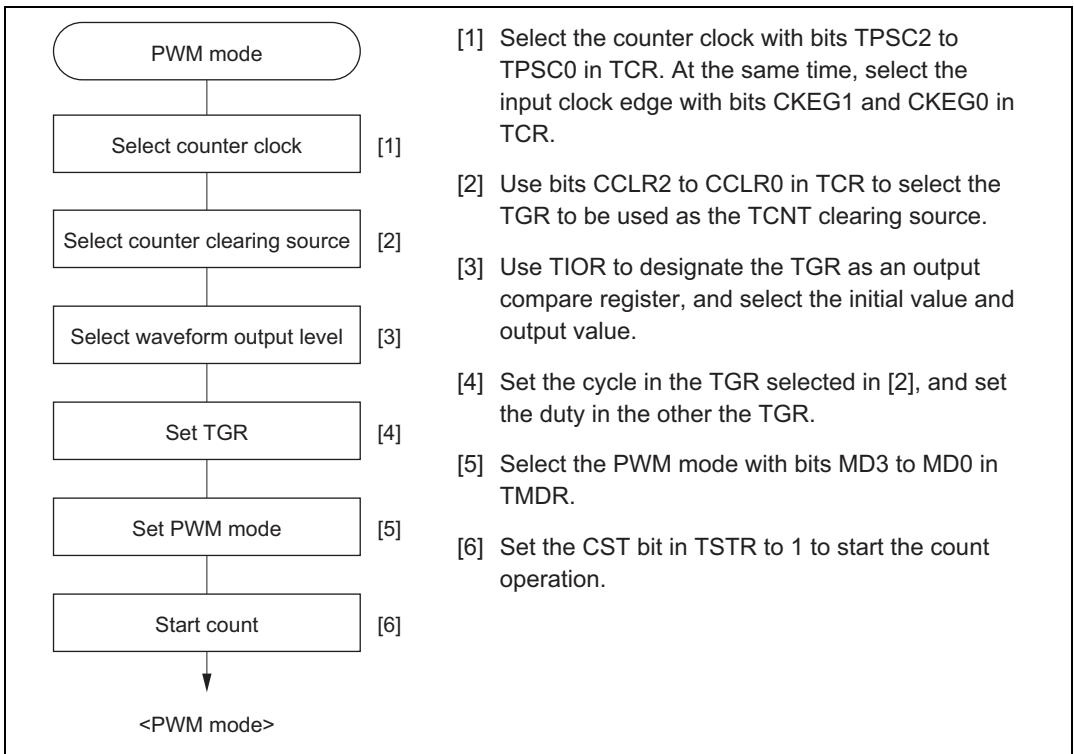 PWM mode
Select counter clock
[1]
Select counter clearing source
[2]
Select waveform output level
[3]
Set TGR
[4]
Set PWM mode
[5]
Start count
[6]
<PWM mode>
[1] Select the counter clock with bits TPSC2 to
TPSC0 in TCR. At the same time, select the
input clock edge with bits CKEG1 and CKEG0 in
TCR.
[2] Use bits CCLR2 to CCLR0 in TCR to select the
TGR to be used as the TCNT clearing source.
[3] Use TIOR to designate the TGR as an output
compare register, and select the initial value and
output value.
[4] Set the cycle in the TGR selected in [2], and set
the duty in the other the TGR.
[5] Select the PWM mode with bits MD3 to MD0 in
TMDR.
[6] Set the CST bit in TSTR to 1 to start the count
operation.